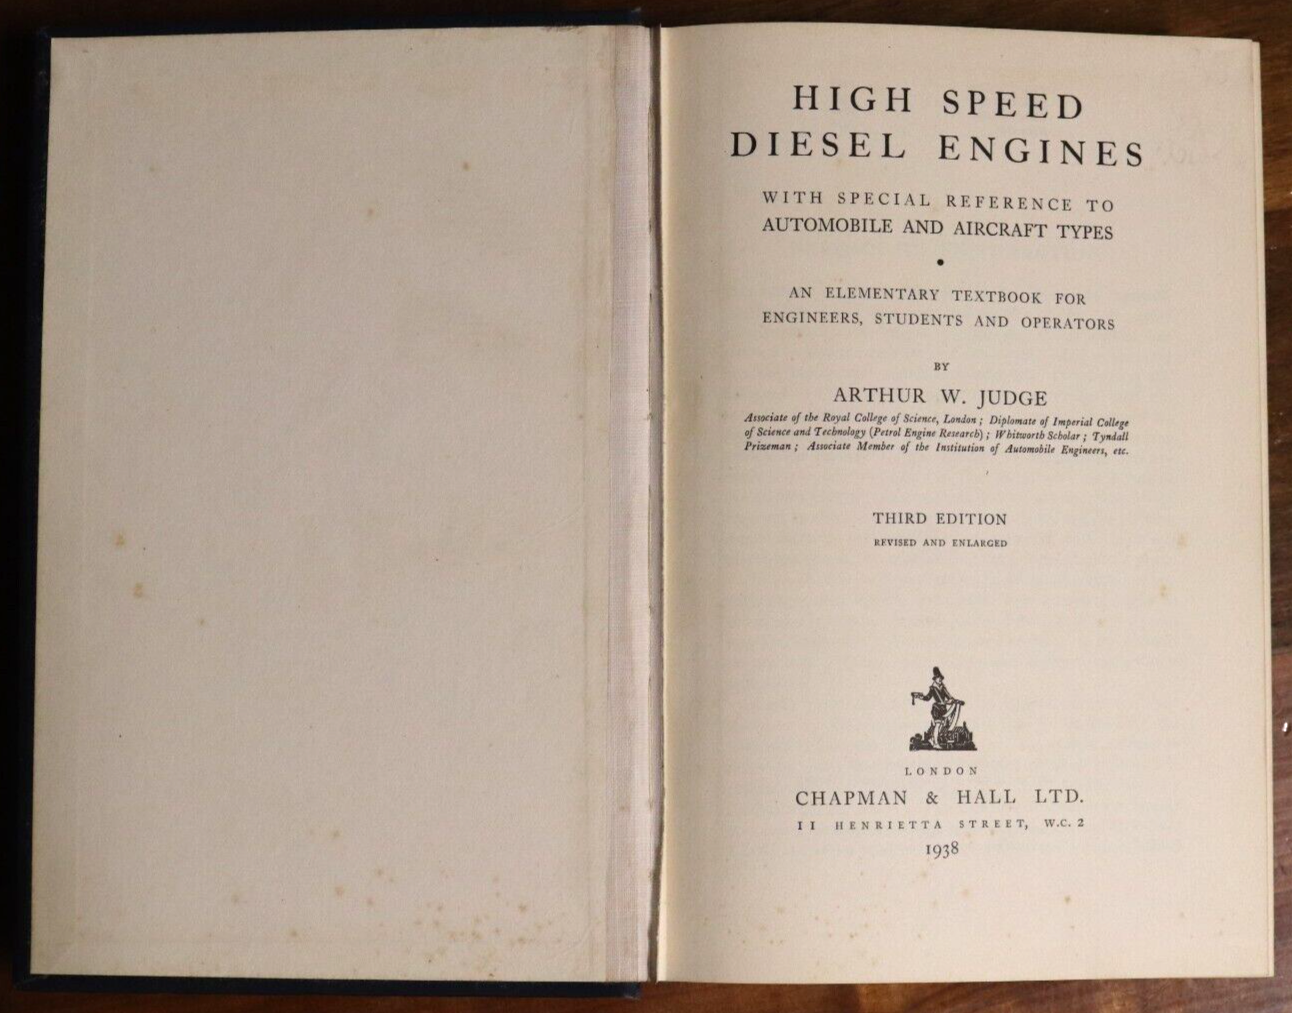 HIGH SPEED
DIESEL ENGINES
WITH SPECIAL REFERENCE TO
AUTOMOBILE AND AIRCRAFT TYPES
•
AN ELEMENTARY TEXTBOOK FOR
ENGINEERS, STUDENTS AND OPERATORS
BY
ARTHUR W. JUDGE
Associate of the Royal College of Science, London ; Diplomate of Imperial College
of Science and Technology (Petrol Engine Research) ; Whitworth Scholar ; Tyndall
Prizeman ; Associate Member of the Institution of Automobile Engineers, etc.
THIRD EDITION
REVISED AND ENLARGED
LONDON
CHAPMAN & HALL LTD.
11 HENRIETTA STREET, W.C. 2
1938